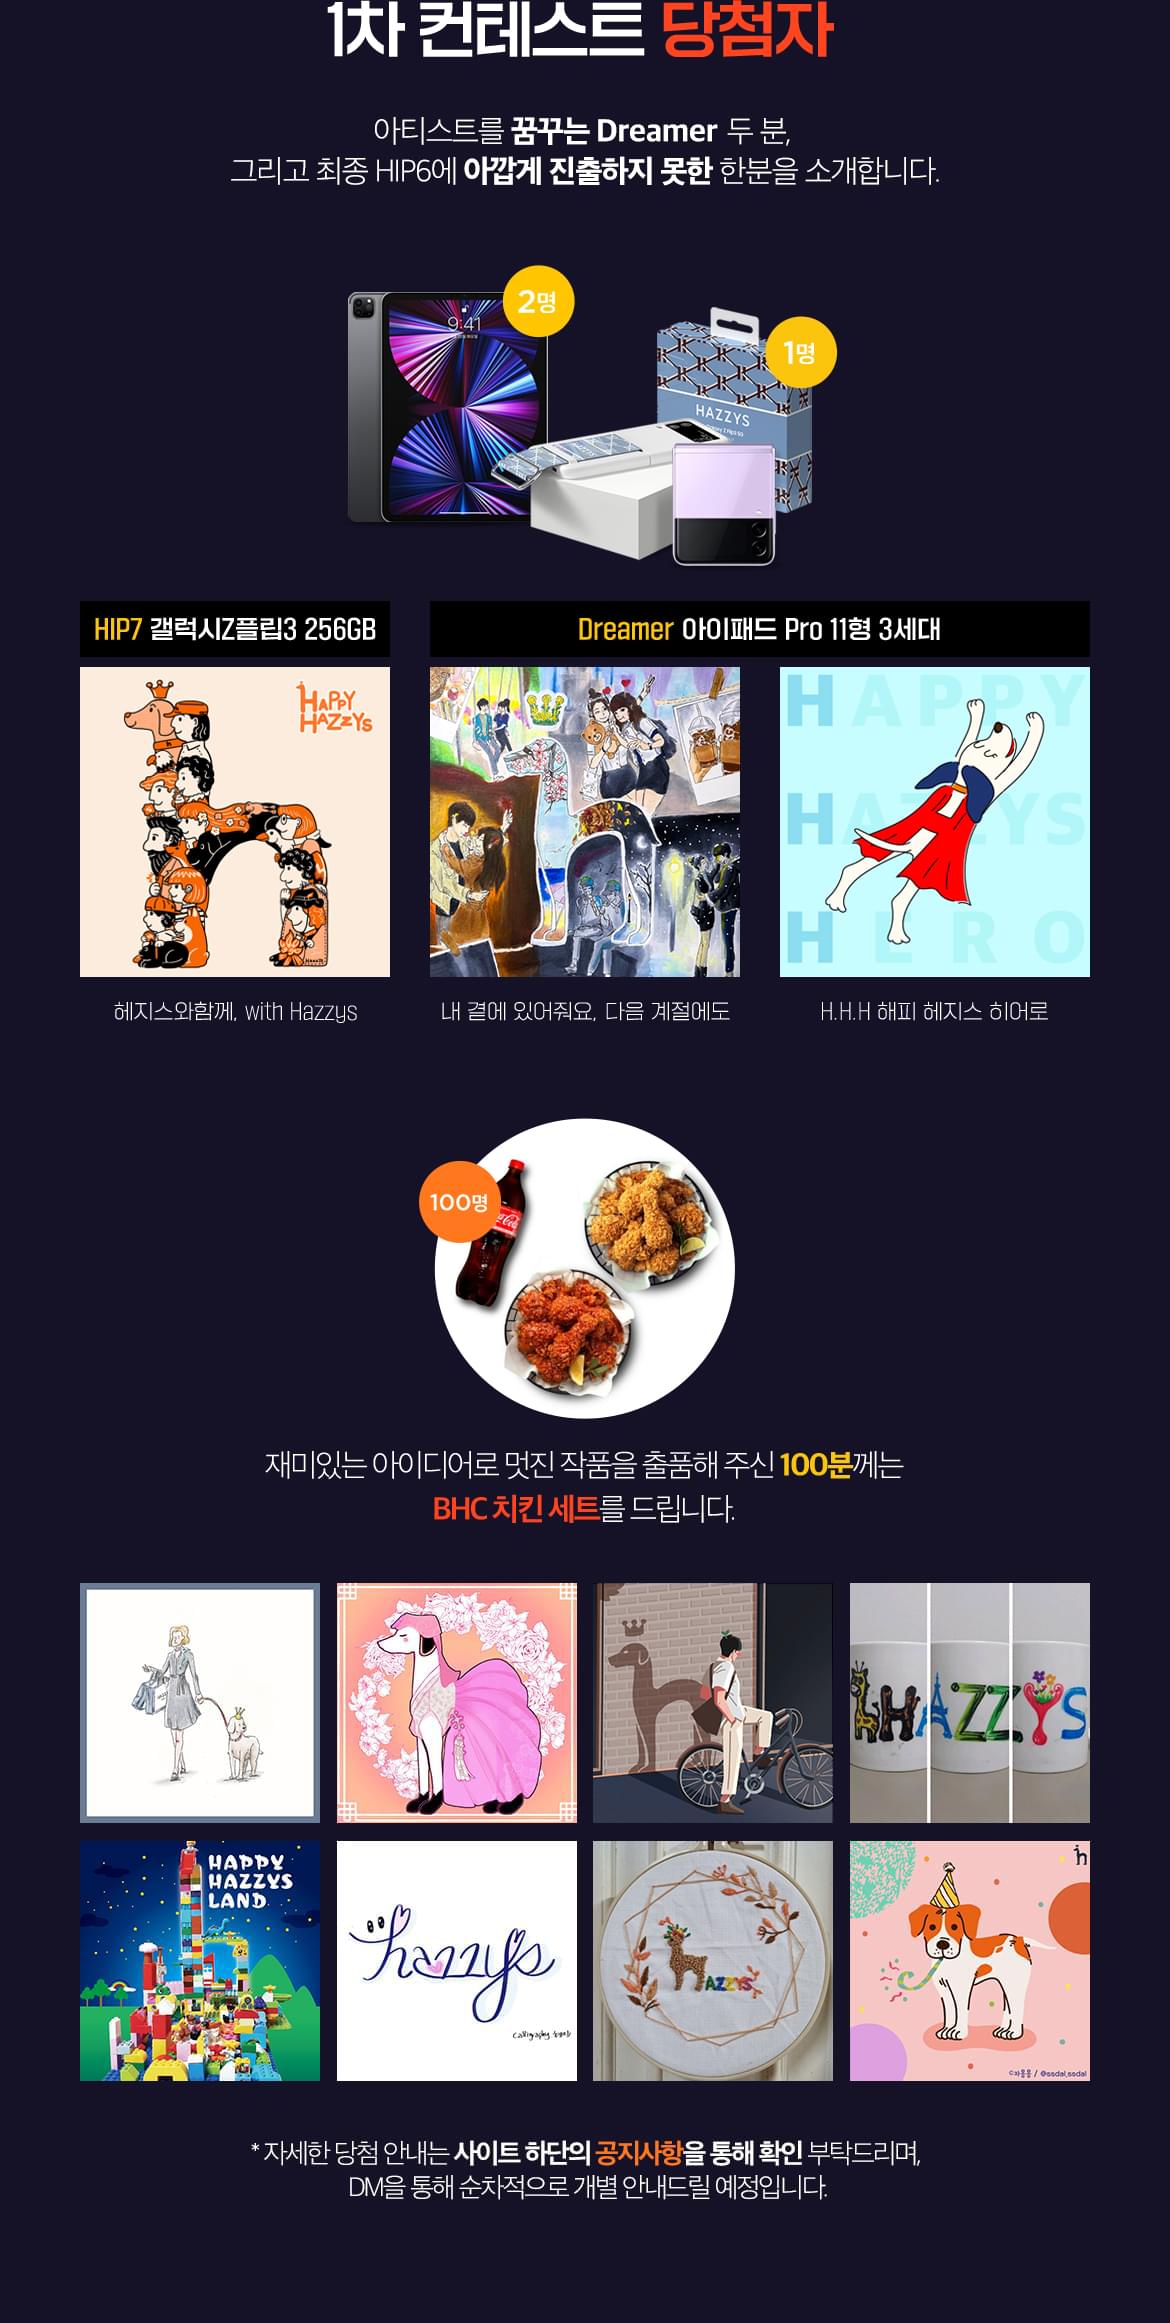 1차 컨테스트 당첨자
아티스트를 꿈꾸는 Dreamer 두 분,
그리고 최종 HIP6에 아깝게 진출하지 못한 한분을 소개합니다.
2명
9:41
1명
HAZZYS
HAZZYS
HIP7 갤럭시Z플립3 256GB
Dreamer 아이패드 Pro 11형 3세대
HAPPY
HAZZYS
HAPPY
HAZZYS
HERO
헤지스와함께, with Hazzys
내 곁에 있어줘요, 다음 계절에도
H.H.H 해피 헤지스 히어로
100명
재미있는 아이디어로 멋진 작품을 출품해 주신 100분께는
BHC 치킨 세트를 드립니다.
HAZZYS
HAPPY
HAZZYS
LAND
hazzys
calligraphy
AZZYS
h
@ssdal,ssdal
* 자세한 당첨 안내는 사이트 하단의 공지사항을 통해 확인 부탁드리며,
DM을 통해 순차적으로 개별 안내드릴 예정입니다.